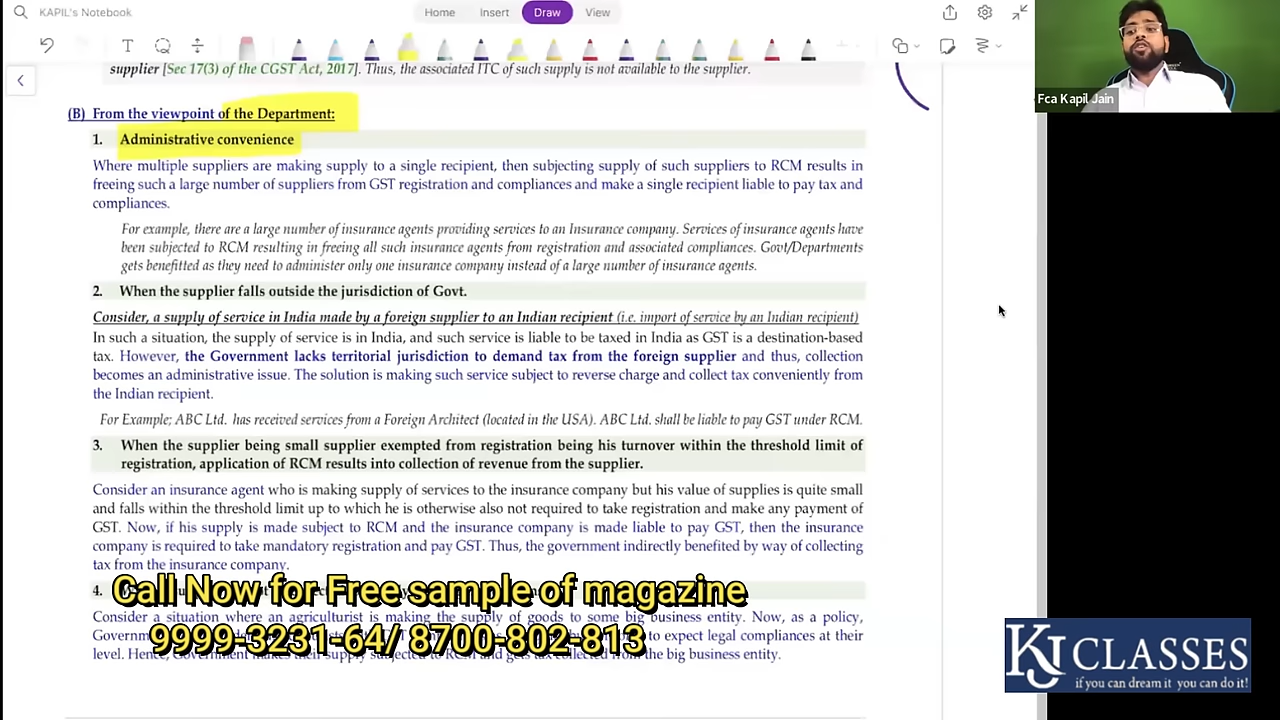 KAPIL's Notebook
Home Insert Draw View
supplier [Sec 17(3) of the CGST Act, 2017]. Thus, the associated ITC of such supply is not available to the supplier.
Fca Kapil Jain
(B) From the viewpoint of the Department:
1. Administrative convenience
Where multiple suppliers are making supply to a single recipient, then subjecting supply of such suppliers to RCM results in
freeing such a large number of suppliers from GST registration and compliances and make a single recipient liable to pay tax and
compliances.
For example, there are a large number of insurance agents providing services to an Insurance company. Services of insurance agents have
been subjected to RCM resulting in freeing all such insurance agents from registration and associated compliances. Govt/Departments
gets benefitted as they need to administer only one insurance company instead of a large number of insurance agents.
2. When the supplier falls outside the jurisdiction of Govt.
Consider, a supply of service in India made by a foreign supplier to an Indian recipient (i.e. import of service by an Indian recipient)
In such a situation, the supply of service is in India, and such service is liable to be taxed in India as GST is a destination-based
tax. However, the Government lacks territorial jurisdiction to demand tax from the foreign supplier and thus, collection
becomes an administrative issue. The solution is making such service subject to reverse charge and collect tax conveniently from
the Indian recipient.
For Example; ABC Ltd. has received services from a Foreign Architect (located in the USA). ABC Ltd. shall be liable to pay GST under RCM.
3. When the supplier being small supplier exempted from registration being his turnover within the threshold limit of
registration, application of RCM results into collection of revenue from the supplier.
Consider an insurance agent who is making supply of services to the insurance company but his value of supplies is quite small
and falls within the threshold limit up to which he is otherwise also not required to take registration and make any payment of
GST. Now, if his supply is made subject to RCM and the insurance company is made liable to pay GST, then the insurance
company is required to take mandatory registration and pay GST. Thus, the government indirectly benefited by way of collecting
tax from the insurance company.
4.
Call Now for Free sample of magazine
Consider a situation where an agriculturist is making the supply of goods to some big business entity. Now, as a policy,
to expect legal compliances at their
9999-3231-64/ 8700-802-813
level. Hence, Government makes their supply subjected to RCM and gets tax collected from the big business entity.
KJ CLASSES
if you can dream it you can do it!